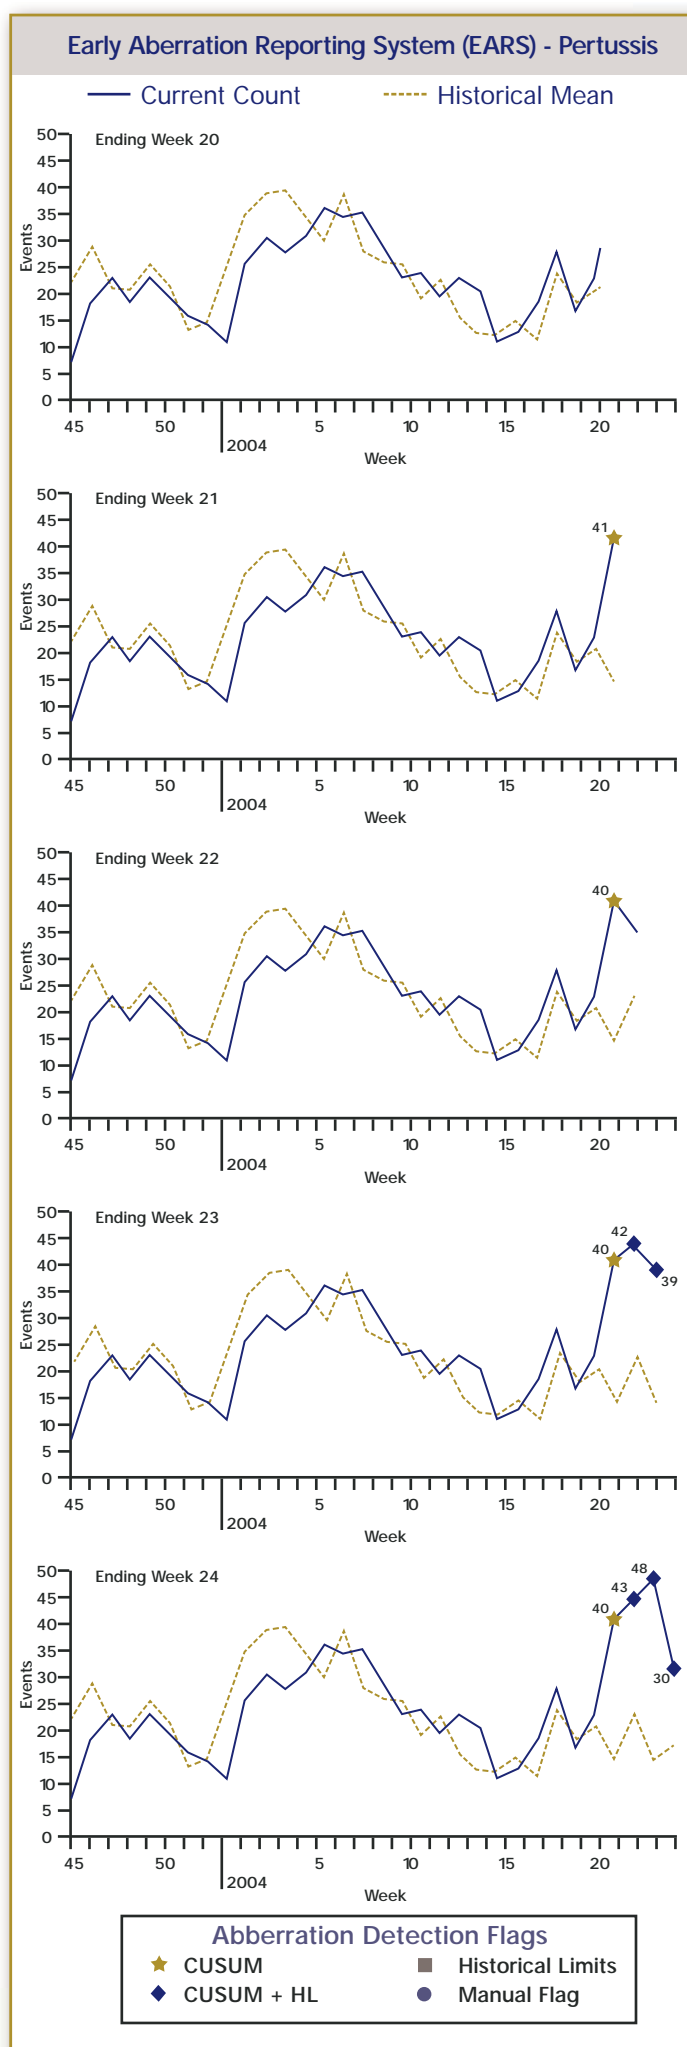 Early Aberration Reporting System (EARS) - Pertussis
Current Count Historical Mean
Ending Week 20
50
45
40
35
30
25
20
15
10
5
0
Events
45 50 5 10 15 20
2004
Week
Ending Week 21
50
45
40
35
30
25
20
15
10
5
0
Events
41
45 50 5 10 15 20
2004
Week
Ending Week 22
50
45
40
35
30
25
20
15
10
5
0
Events
40
45 50 5 10 15 20
2004
Week
Ending Week 23
50
45
40
35
30
25
20
15
10
5
0
Events
42
40
39
45 50 5 10 15 20
2004
Week
Ending Week 24
50
45
40
35
30
25
20
15
10
5
0
Events
48
43
40
30
45 50 5 10 15 20
2004
Week
Abberration Detection Flags
CUSUM Historical Limits
CUSUM + HL Manual Flag